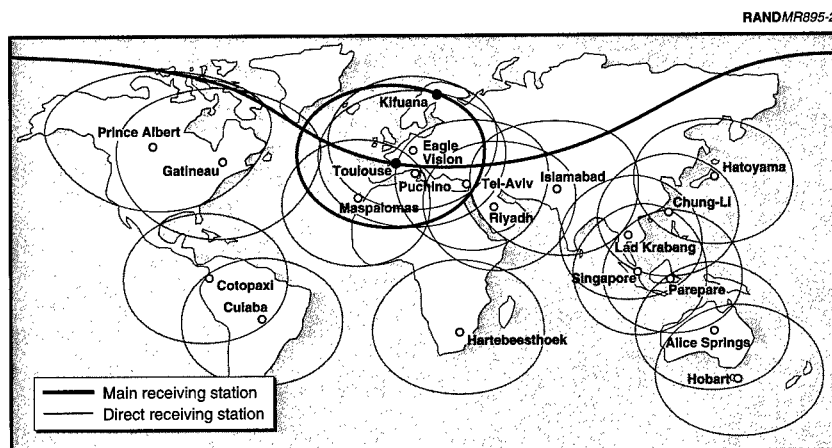 RANDMR895-2
Kifuana
Prince Albert
Eagle
Vision
Gatineau
Toulouse
Islamabad
Hatoyama
Puchino
Tel-Aviv
Maspalomas
Riyadh
Chung-Li
Lad Krabang
Singapore
Cotopaxi
Parepare
Cuiaba
Hartebeesthoek
Alice Springs
Hobart
Main receiving station
Direct receiving station